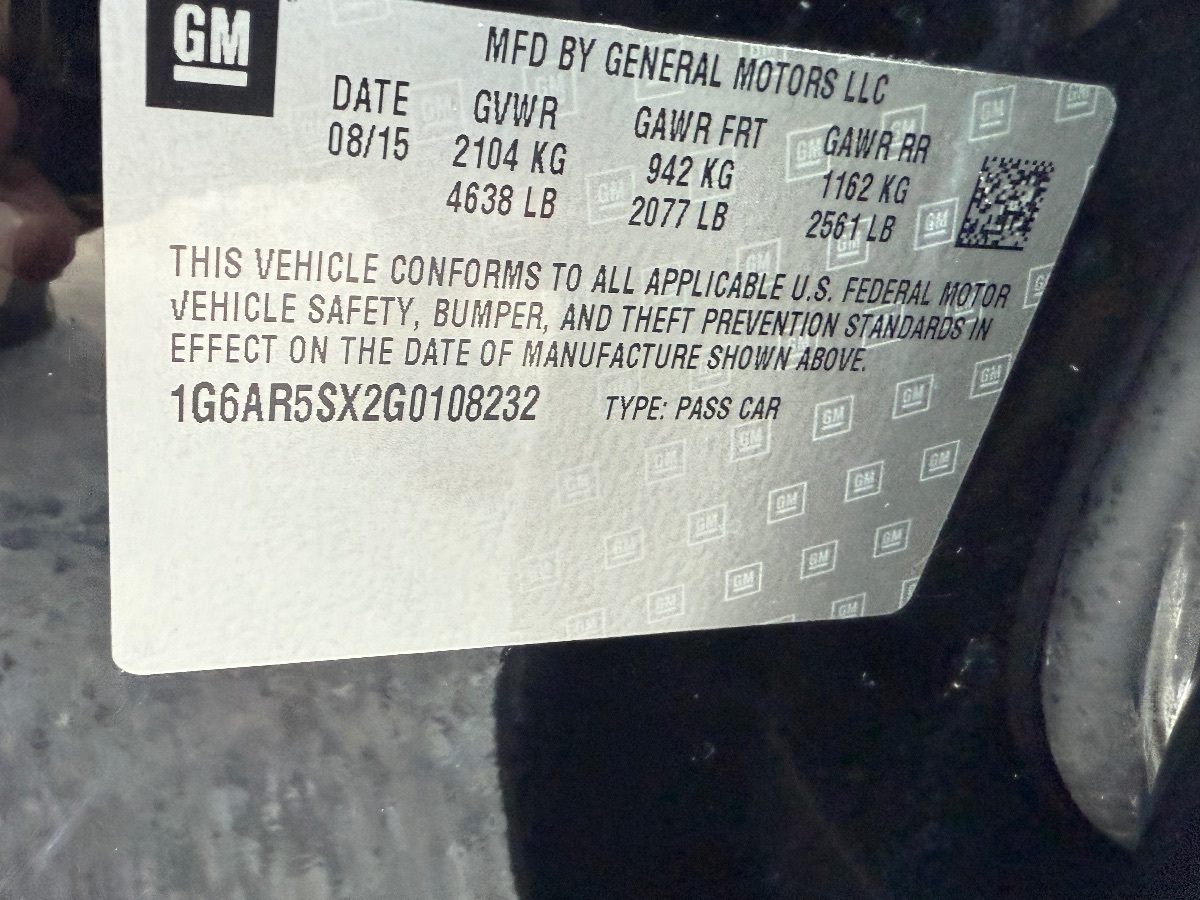 GM
MFD BY GENERAL MOTORS LLC
DATE GVWR GAWR FRT GAWR RR
08/15 2104 KG 942 KG 1162 KG
4638 LB 2077 LB 2561 LB
THIS VEHICLE CONFORMS TO ALL APPLICABLE U.S. FEDERAL MOTOR
VEHICLE SAFETY, BUMPER, AND THEFT PREVENTION STANDARDS IN
EFFECT ON THE DATE OF MANUFACTURE SHOWN ABOVE.
1G6AR5SX2G0108232 TYPE: PASS CAR